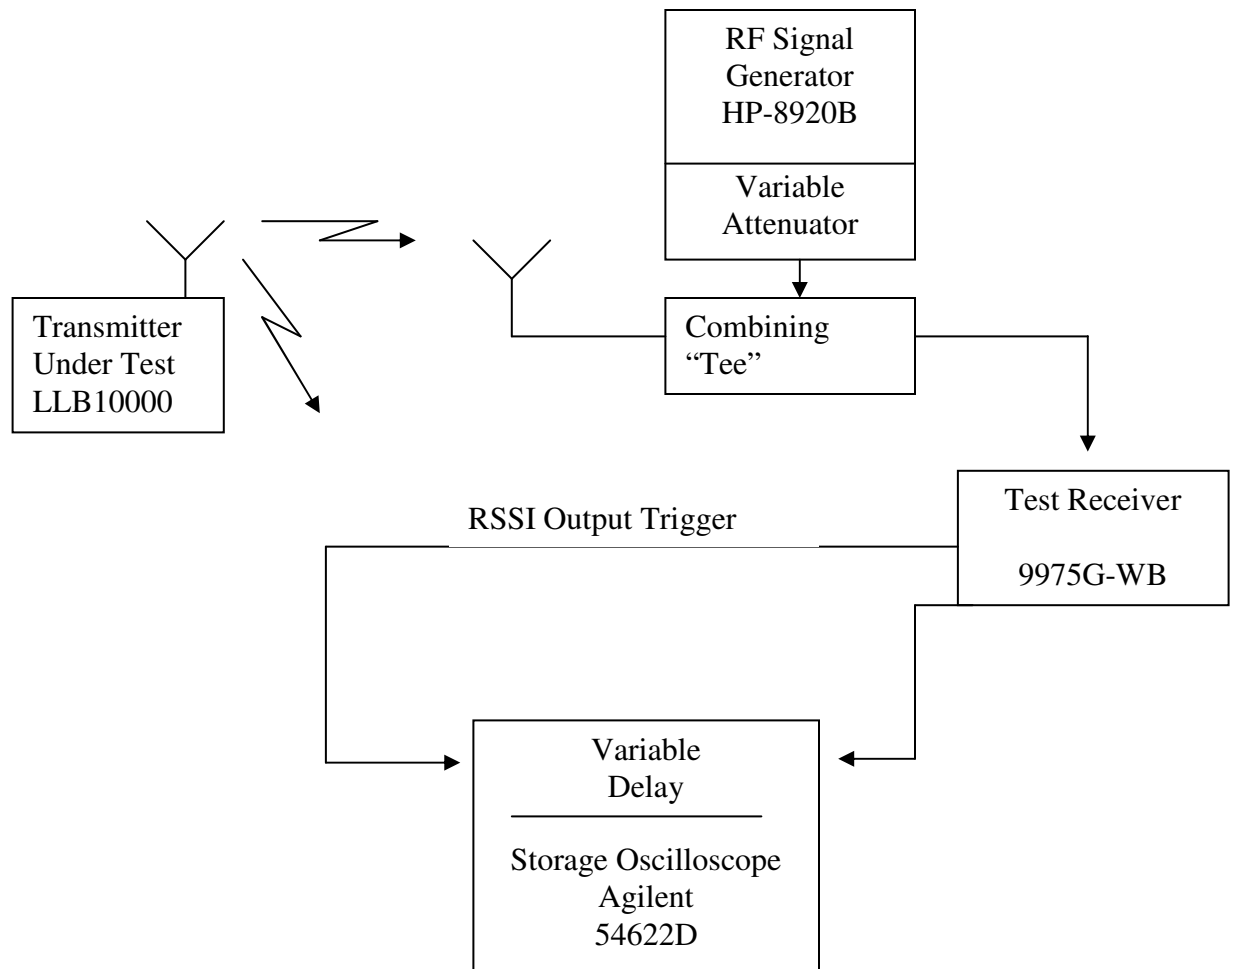 RF Signal
Generator
HP-8920B
Variable
Attenuator
Transmitter
Under Test
LLB10000
Combining
“Tee”
Test Receiver
9975G-WB
RSSI Output Trigger
Variable
Delay
Storage Oscilloscope
Agilent
54622D